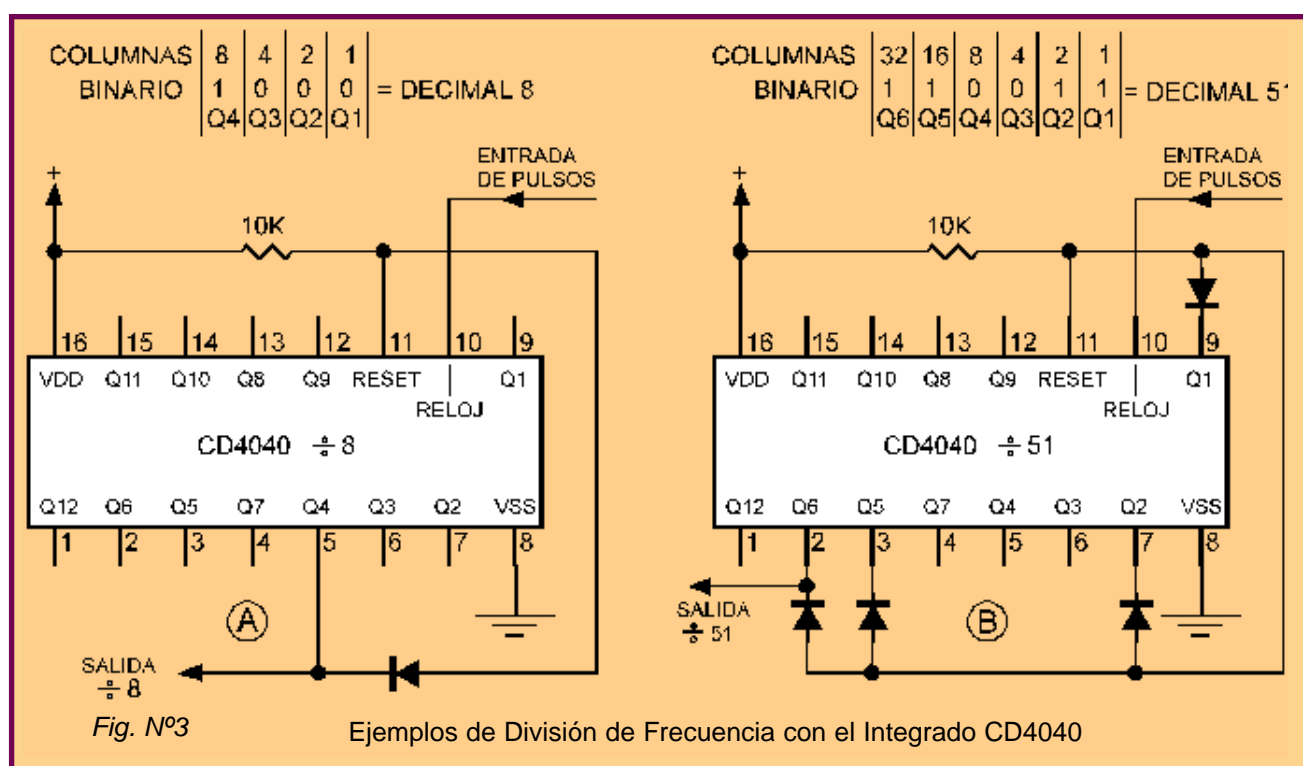 COLUMNAS 8 4 2 1
BINARIO 1 0 0 0 = DECIMAL 8
Q4 Q3 Q2 Q1
ENTRADA
DE PULSOS
+
10K
16 15 14 13 12 11 10 9
VDD Q11 Q10 Q8 Q9 RESET Q1
RELOJ
CD4040 ÷ 8
Q12 Q6 Q5 Q7 Q4 Q3 Q2 VSS
1 2 3 4 5 6 7 8
A
SALIDA
÷ 8
COLUMNAS 32 16 8 4 2 1
BINARIO 1 1 0 0 1 1 = DECIMAL 51
Q6 Q5 Q4 Q3 Q2 Q1
ENTRADA
DE PULSOS
+
10K
16 15 14 13 12 11 10 9
VDD Q11 Q10 Q8 Q9 RESET Q1
RELOJ
CD4040 ÷ 51
Q12 Q6 Q5 Q7 Q4 Q3 Q2 VSS
1 2 3 4 5 6 7 8
SALIDA
÷ 51
B
Fig. Nº3
Ejemplos de División de Frecuencia con el Integrado CD4040